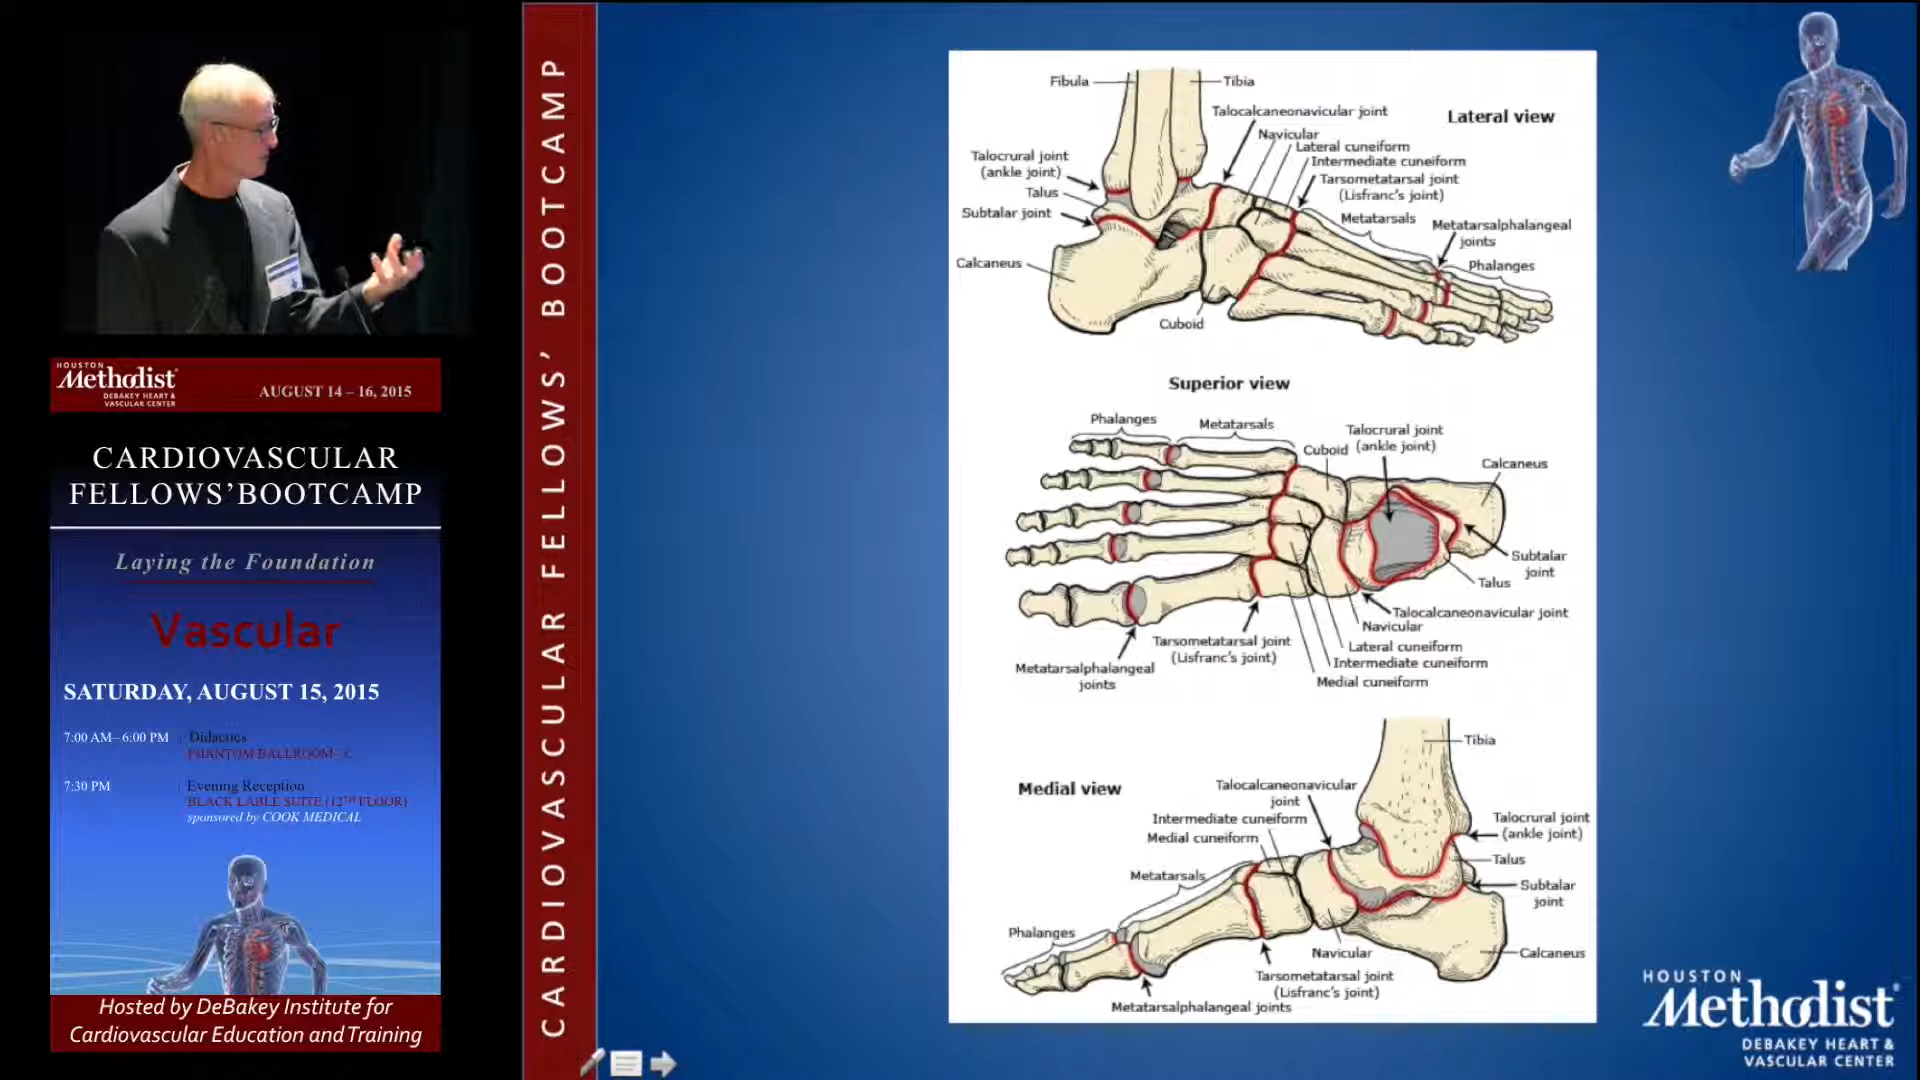 HOUSTON
Methodist
DEBAKEY HEART &
VASCULAR CENTER
AUGUST 14 – 16, 2015
CARDIOVASCULAR
FELLOWS’BOOTCAMP
Laying the Foundation
Vascular
SATURDAY, AUGUST 15, 2015
7:00 AM–6:00 PM
Didactics
PHANTOM BALLROOM - C
7:30 PM
Evening Reception
BLACK LABLE SUITE (12TH FLOOR)
sponsored by COOK MEDICAL
Hosted by DeBakey Institute for
Cardiovascular Education and Training
CARDIOVASCULAR FELLOWS’ BOOTCAMP
Fibula
Tibia
Talocalcaneonavicular joint
Lateral view
Navicular
Lateral cuneiform
Talocrural joint
(ankle joint)
Intermediate cuneiform
Tarsometatarsal joint
(Lisfranc's joint)
Talus
Subtalar joint
Metatarsals
Metatarsalphalangeal
joints
Calcaneus
Phalanges
Cuboid
Superior view
Phalanges
Metatarsals
Talocrural joint
(ankle joint)
Cuboid
Calcaneus
Subtalar
joint
Talus
Talocalcaneonavicular joint
Navicular
Tarsometatarsal joint
(Lisfranc's joint)
Lateral cuneiform
Intermediate cuneiform
Medial cuneiform
Metatarsalphalangeal
joints
Tibia
Medial view
Talocalcaneonavicular
joint
Intermediate cuneiform
Medial cuneiform
Talocrural joint
(ankle joint)
Talus
Metatarsals
Subtalar
joint
Phalanges
Navicular
Calcaneus
Tarsometatarsal joint
(Lisfranc's joint)
Metatarsalphalangeal joints
HOUSTON
Methodist
DEBAKEY HEART &
VASCULAR CENTER